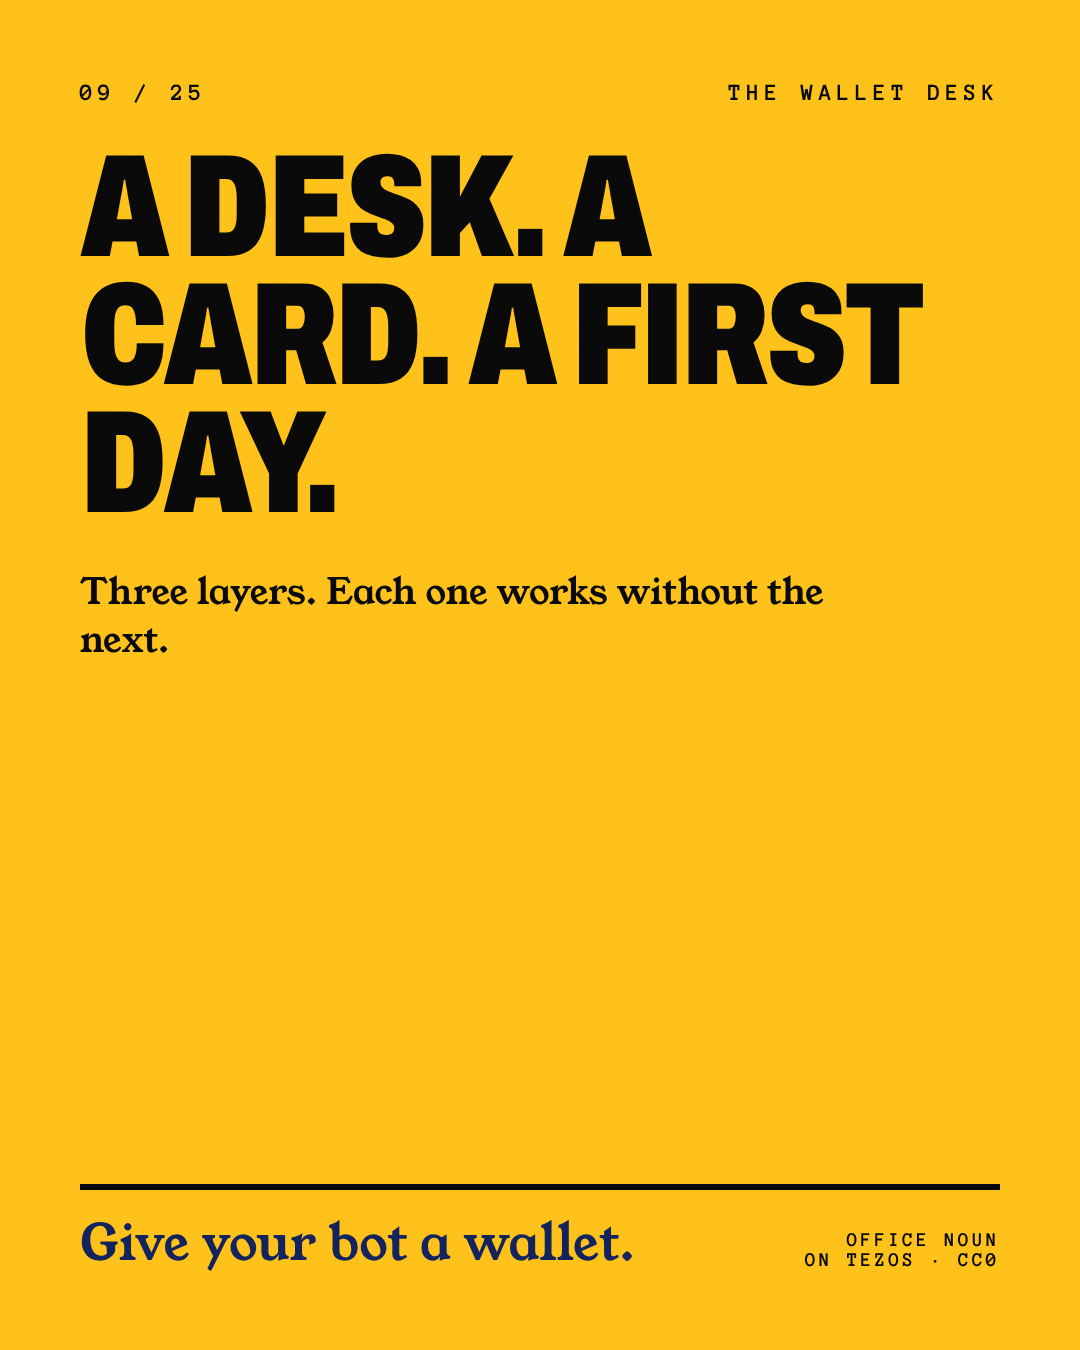 09 / 25
THE WALLET DESK
A DESK. A
CARD. A FIRST
DAY.
Three layers. Each one works without the
next.
Give your bot a wallet.
OFFICE NOUN
ON TEZOS · CC0